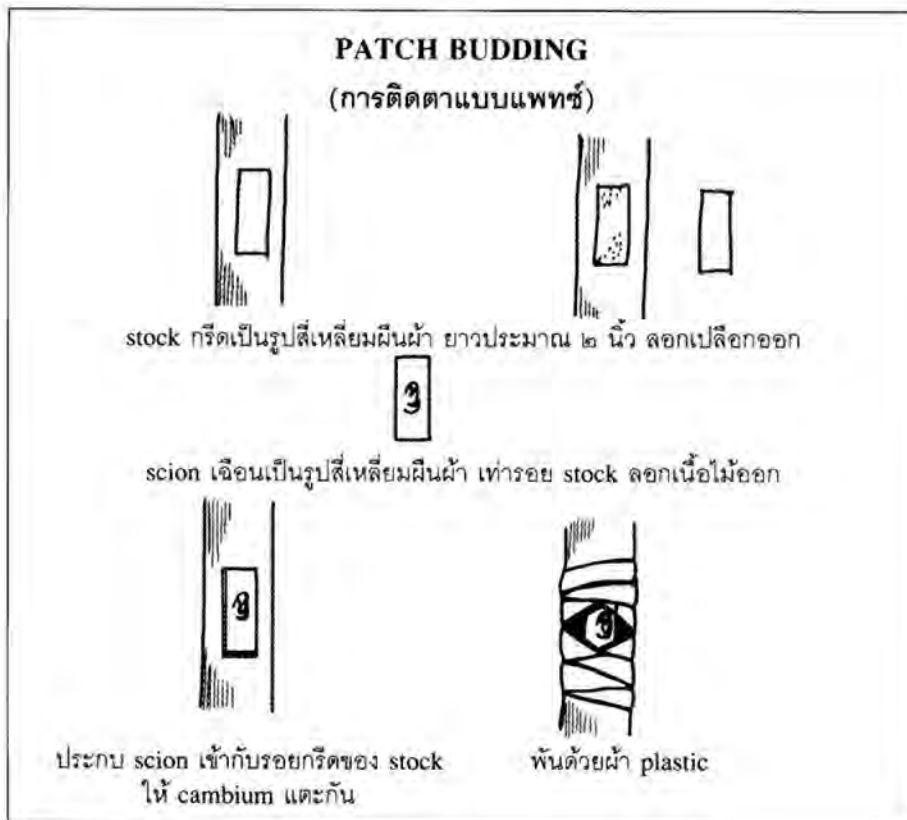 PATCH BUDDING
(การติดตาแบบแพทซ์)
stock กรีดเป็นรูปสี่เหลี่ยมผืนผ้า ยาวประมาณ ๒ นิ้ว ลอกเปลือกออก
scion เฉือนเป็นรูปสี่เหลี่ยมผืนผ้า เท่ารอย stock ลอกเนื้อไม้ออก
ประกบ scion เข้ากับรอยกรีดของ stock
ให้ cambium แตะกัน
พันด้วยผ้า plastic